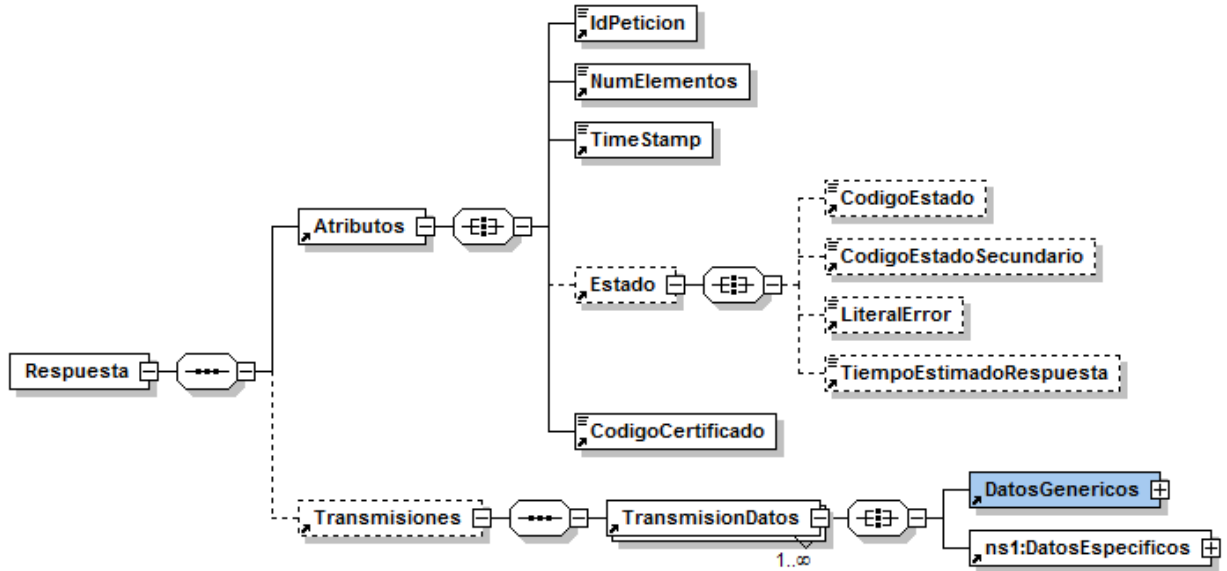 IdPeticion
NumElementos
TimeStamp
CodigoEstado
Atributos
CodigoEstadoSecundario
Estado
LiteralError
Respuesta
TiempoEstimadoRespuesta
CodigoCertificado
DatosGenericos
Transmisiones
TransmisionDatos
ns1:DatosEspecificos
1..∞